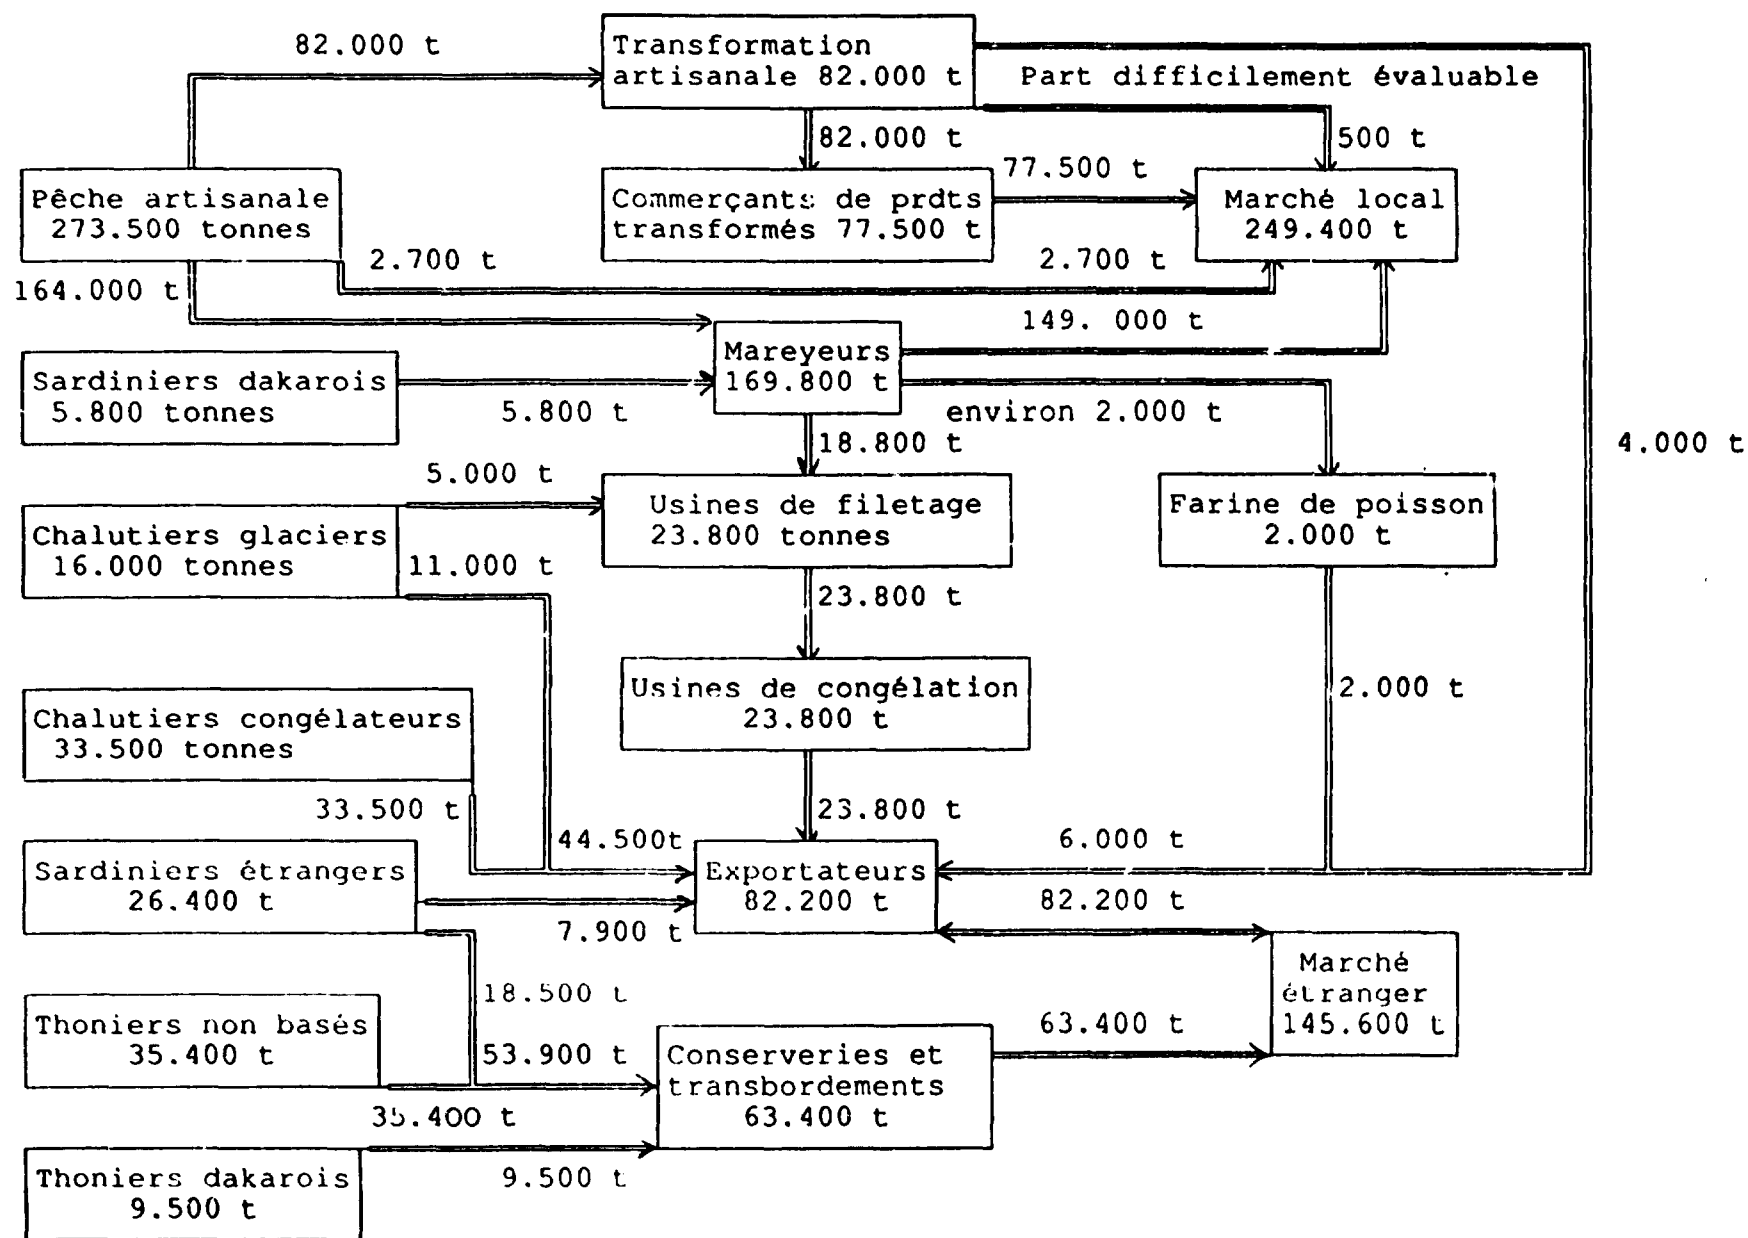 82.000 t
Transformation
artisanale 82.000 t
Part difficilement évaluable
82.000 t
500 t
77.500 t
Pêche artisanale
273.500 tonnes
Commerçants de prdts
transformés 77.500 t
Marché local
249.400 t
2.700 t
2.700 t
164.000 t
149. 000 t
Mareyeurs
169.800 t
Sardiniers dakarois
5.800 tonnes
5.800 t
environ 2.000 t
18.800 t
4.000 t
5.000 t
Usines de filetage
23.800 tonnes
Farine de poisson
2.000 t
Chalutiers glaciers
16.000 tonnes
11.000 t
23.800 t
Usines de congélation
23.800 t
2.000 t
Chalutiers congélateurs
33.500 tonnes
33.500 t
23.800 t
44.500t
6.000 t
Sardiniers étrangers
26.400 t
Exportateurs
82.200 t
82.200 t
7.900 t
Marché
étranger
145.600 t
18.500 t
Thoniers non basés
35.400 t
53.900 t
63.400 t
Conserveries et
transbordements
63.400 t
35.400 t
Thoniers dakarois
9.500 t
9.500 t